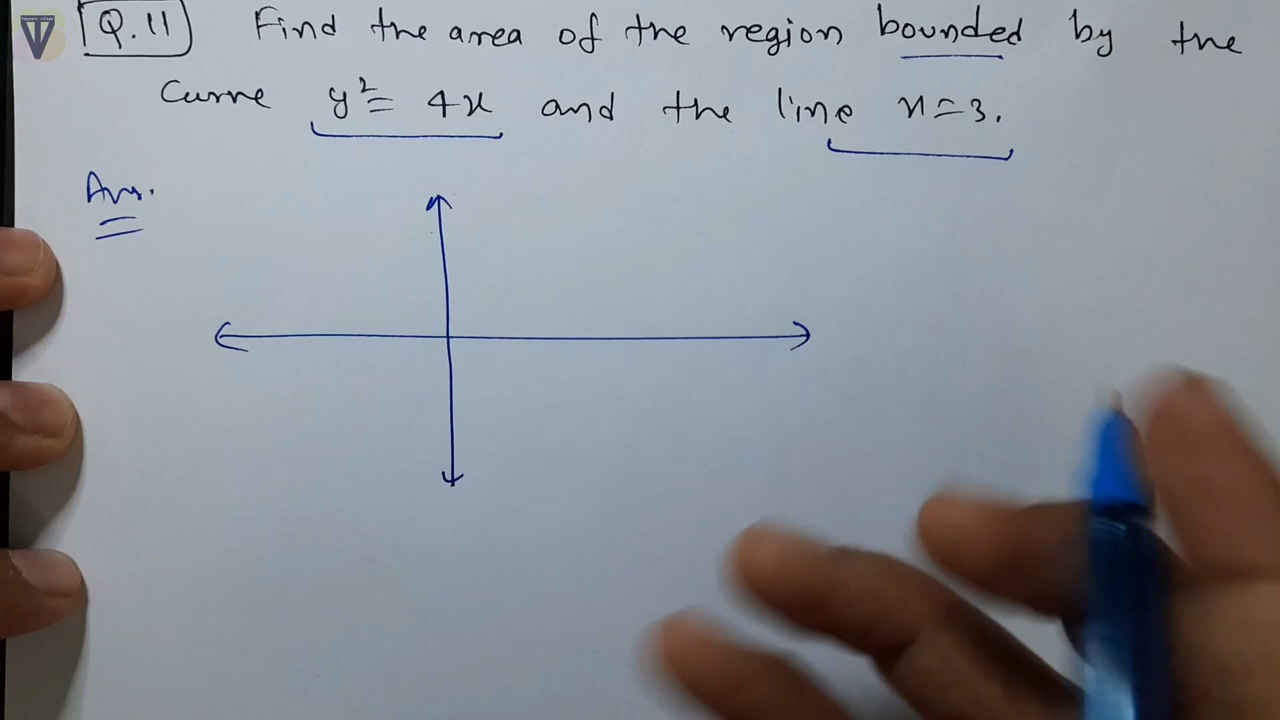 Q.11 Find the area of the region bounded by the
curve y² = 4x and the line x = 3.
Ans.